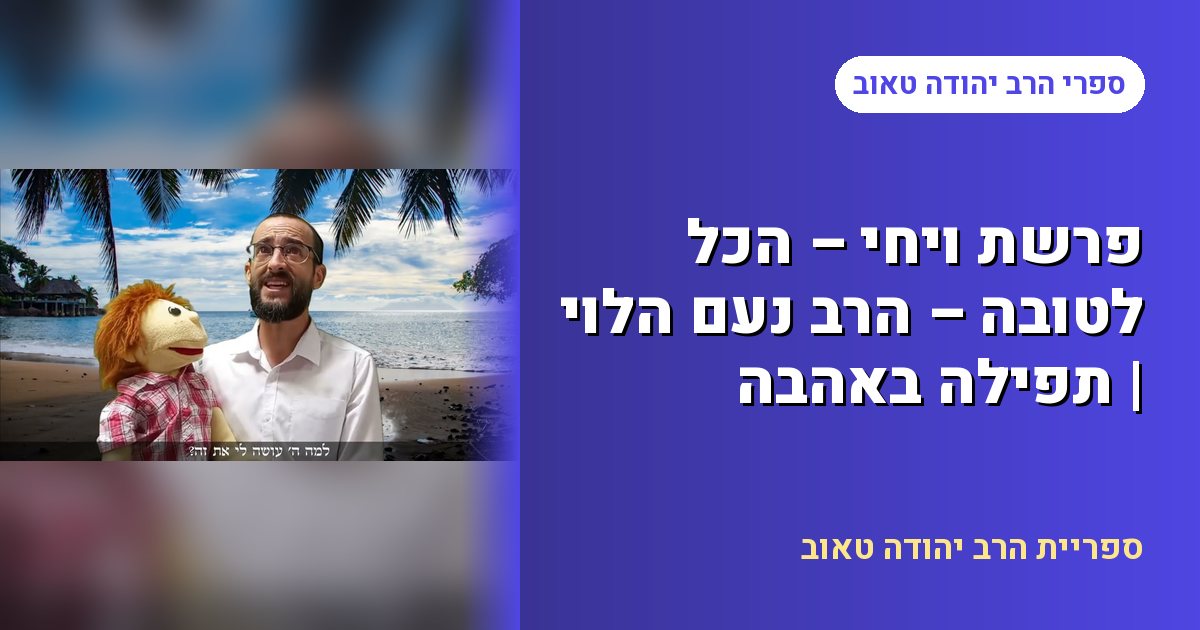 ספרי הרב יהודה טאוב
פרשת ויחי – הכל
לטובה – הרב נעם הלוי
| תפילה באהבה
למה ה׳ עושה לי את זה?
ספריית הרב יהודה טאוב